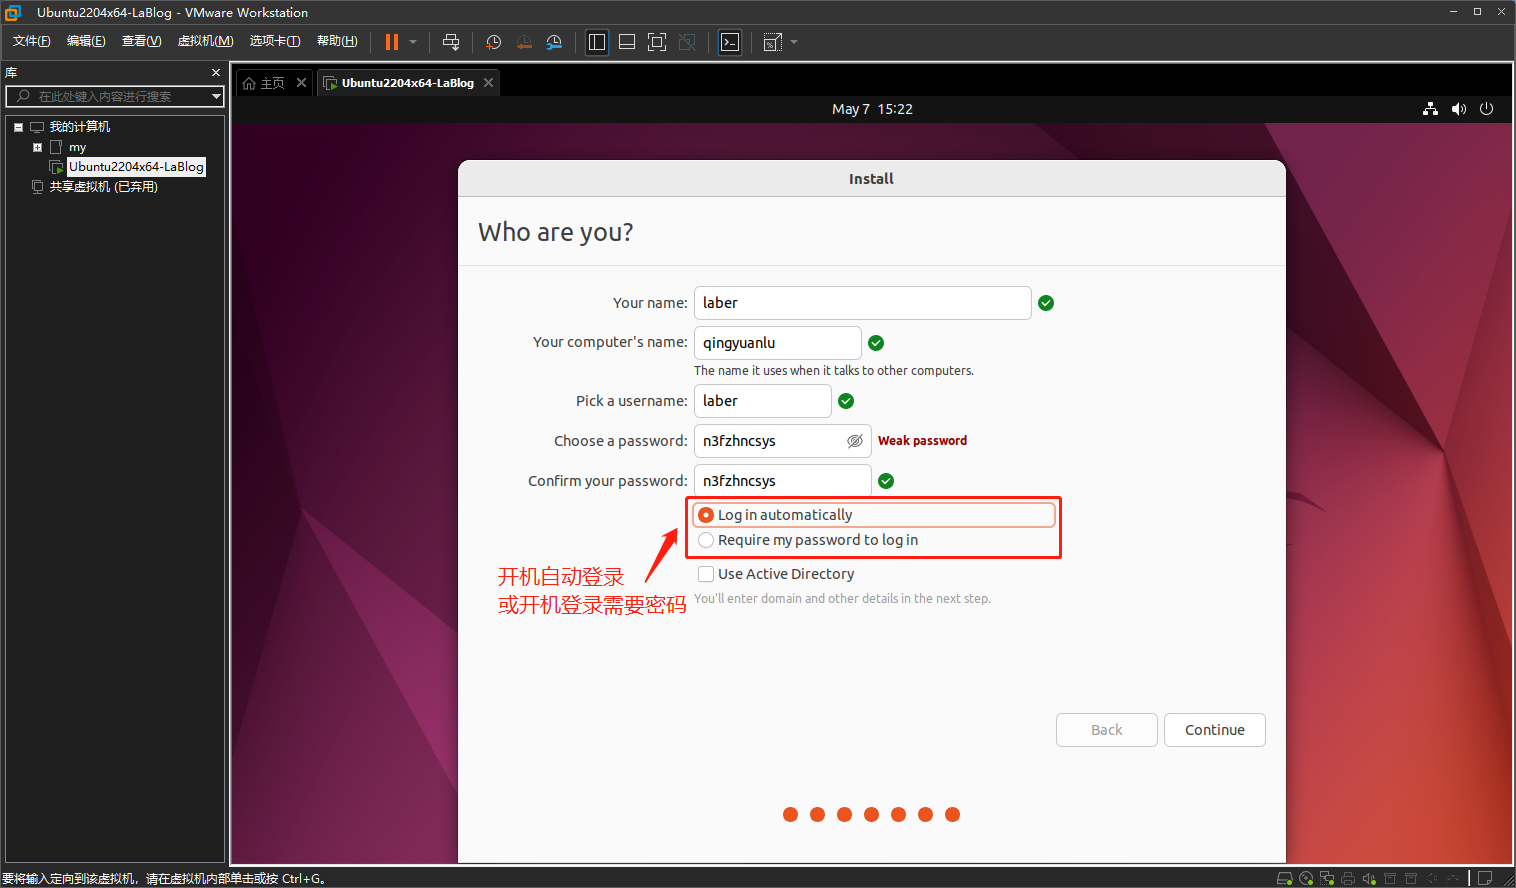 Ubuntu2204x64-LaBlog - VMware Workstation
文件(F) 编辑(E) 查看(V) 虚拟机(M) 选项卡(T) 帮助(H)
库
在此处键入内容进行搜索
我的计算机
my
Ubuntu2204x64-LaBlog
共享虚拟机 (已弃用)
主页 Ubuntu2204x64-LaBlog
May 7 15:22
Install
Who are you?
Your name: laber
Your computer's name: qingyuanlu
The name it uses when it talks to other computers.
Pick a username: laber
Choose a password: n3fzhncsys Weak password
Confirm your password: n3fzhncsys
Log in automatically
Require my password to log in
开机自动登录
或开机登录需要密码
Use Active Directory
You'll enter domain and other details in the next step.
Back Continue
要将输入定向到该虚拟机，请在虚拟机内部单击或按 Ctrl+G。